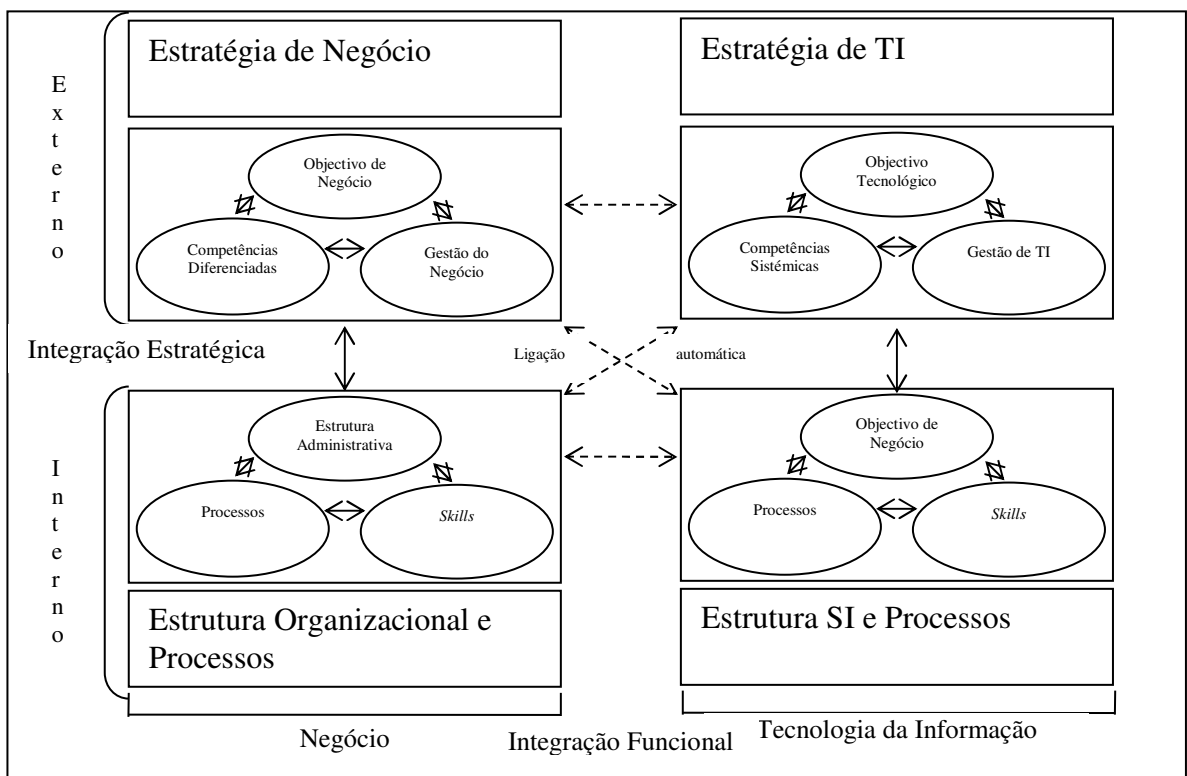 Estratégia de Negócio
Estratégia de TI
Externo
Objectivo de
Negócio
Competências
Diferenciadas
Gestão do
Negócio
Objectivo
Tecnológico
Competências
Sistémicas
Gestão de TI
Integração Estratégica
Ligação
automática
Interno
Estrutura
Administrativa
Processos
Skills
Objectivo de
Negócio
Processos
Skills
Estrutura Organizacional e
Processos
Estrutura SI e Processos
Negócio
Integração Funcional
Tecnologia da Informação